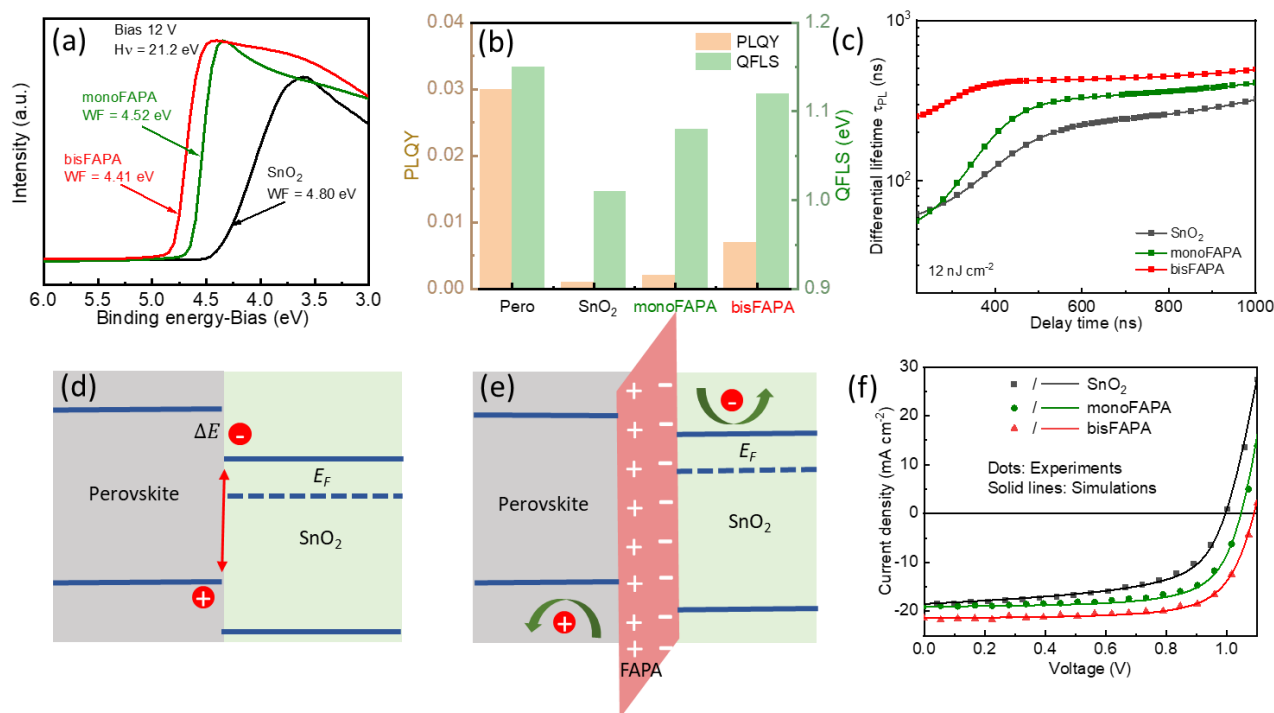 (a)
Bias 12 V
Hν = 21.2 eV
monoFAPA
WF = 4.52 eV
bisFAPA
WF = 4.41 eV
SnO₂
WF = 4.80 eV
Intensity (a.u.)
6.0 5.5 5.0 4.5 4.0 3.5 3.0
Binding energy-Bias (eV)
(b)
PLQY
QFLS
0.04
0.03
0.02
0.01
0.00
PLQY
1.2
1.1
1.0
0.9
QFLS (eV)
Pero SnO₂ monoFAPA bisFAPA
(c)
Differential lifetime τPL (ns)
10³
10²
SnO₂
monoFAPA
bisFAPA
12 nJ cm⁻²
400 600 800 1000
Delay time (ns)
(d)
ΔE
-
E_F
Perovskite
SnO₂
+
(e)
+ -
+ -
+ -
+ -
+ -
+ -
+ -
+ -
+ -
-
E_F
Perovskite
SnO₂
+
FAPA
(f)
/ SnO₂
/ monoFAPA
/ bisFAPA
Dots: Experiments
Solid lines: Simulations
Current density (mA cm⁻²)
30
25
20
15
10
5
0
-10
-20
0.0 0.2 0.4 0.6 0.8 1.0
Voltage (V)